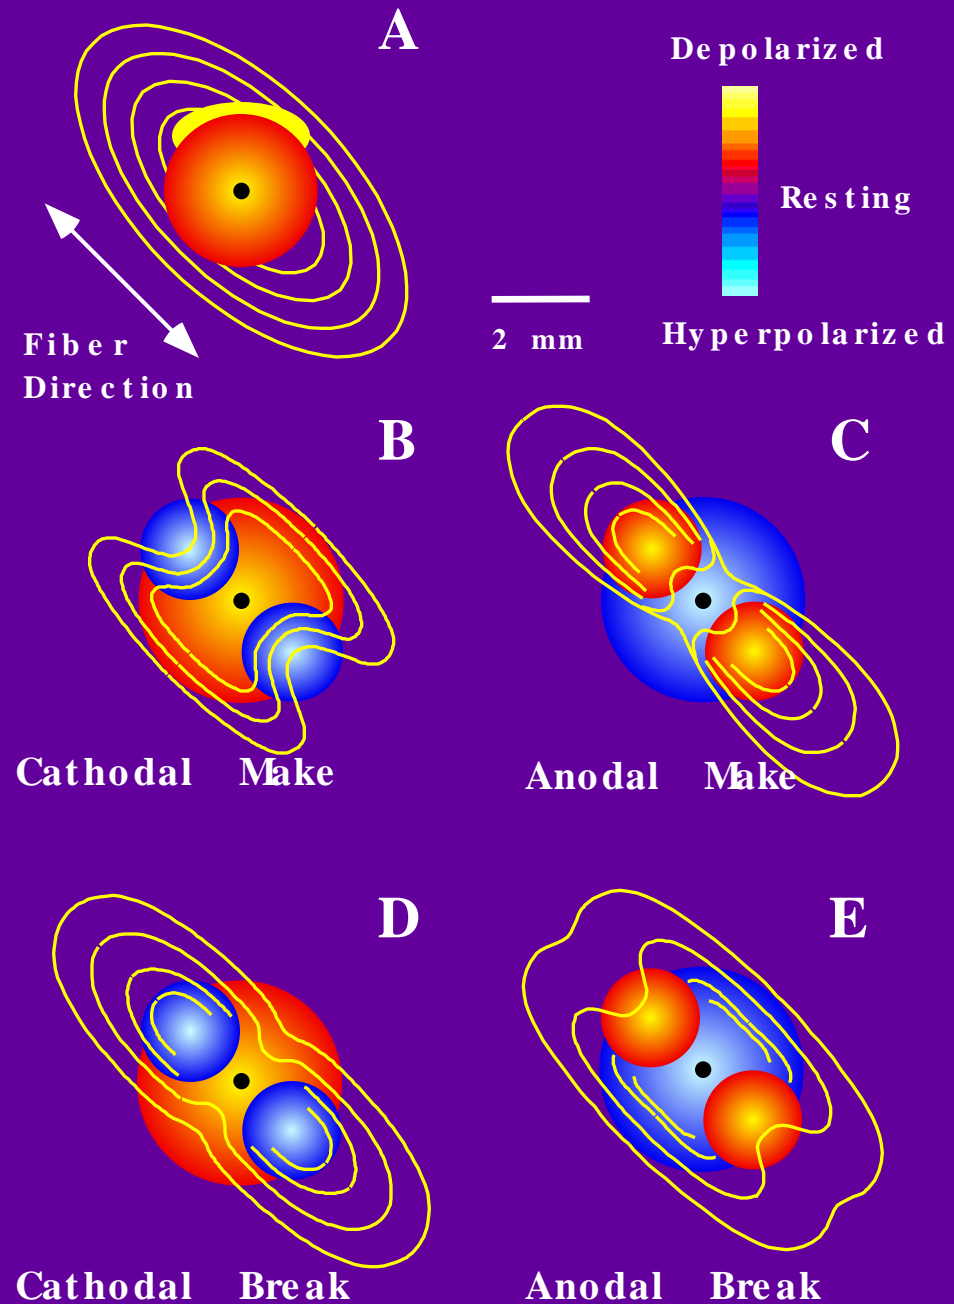 A
Depolarized
Resting
2 mm
Hyperpolarized
Fiber
Direction
B
C
Cathodal Make
Anodal Make
D
E
Cathodal Break
Anodal Break